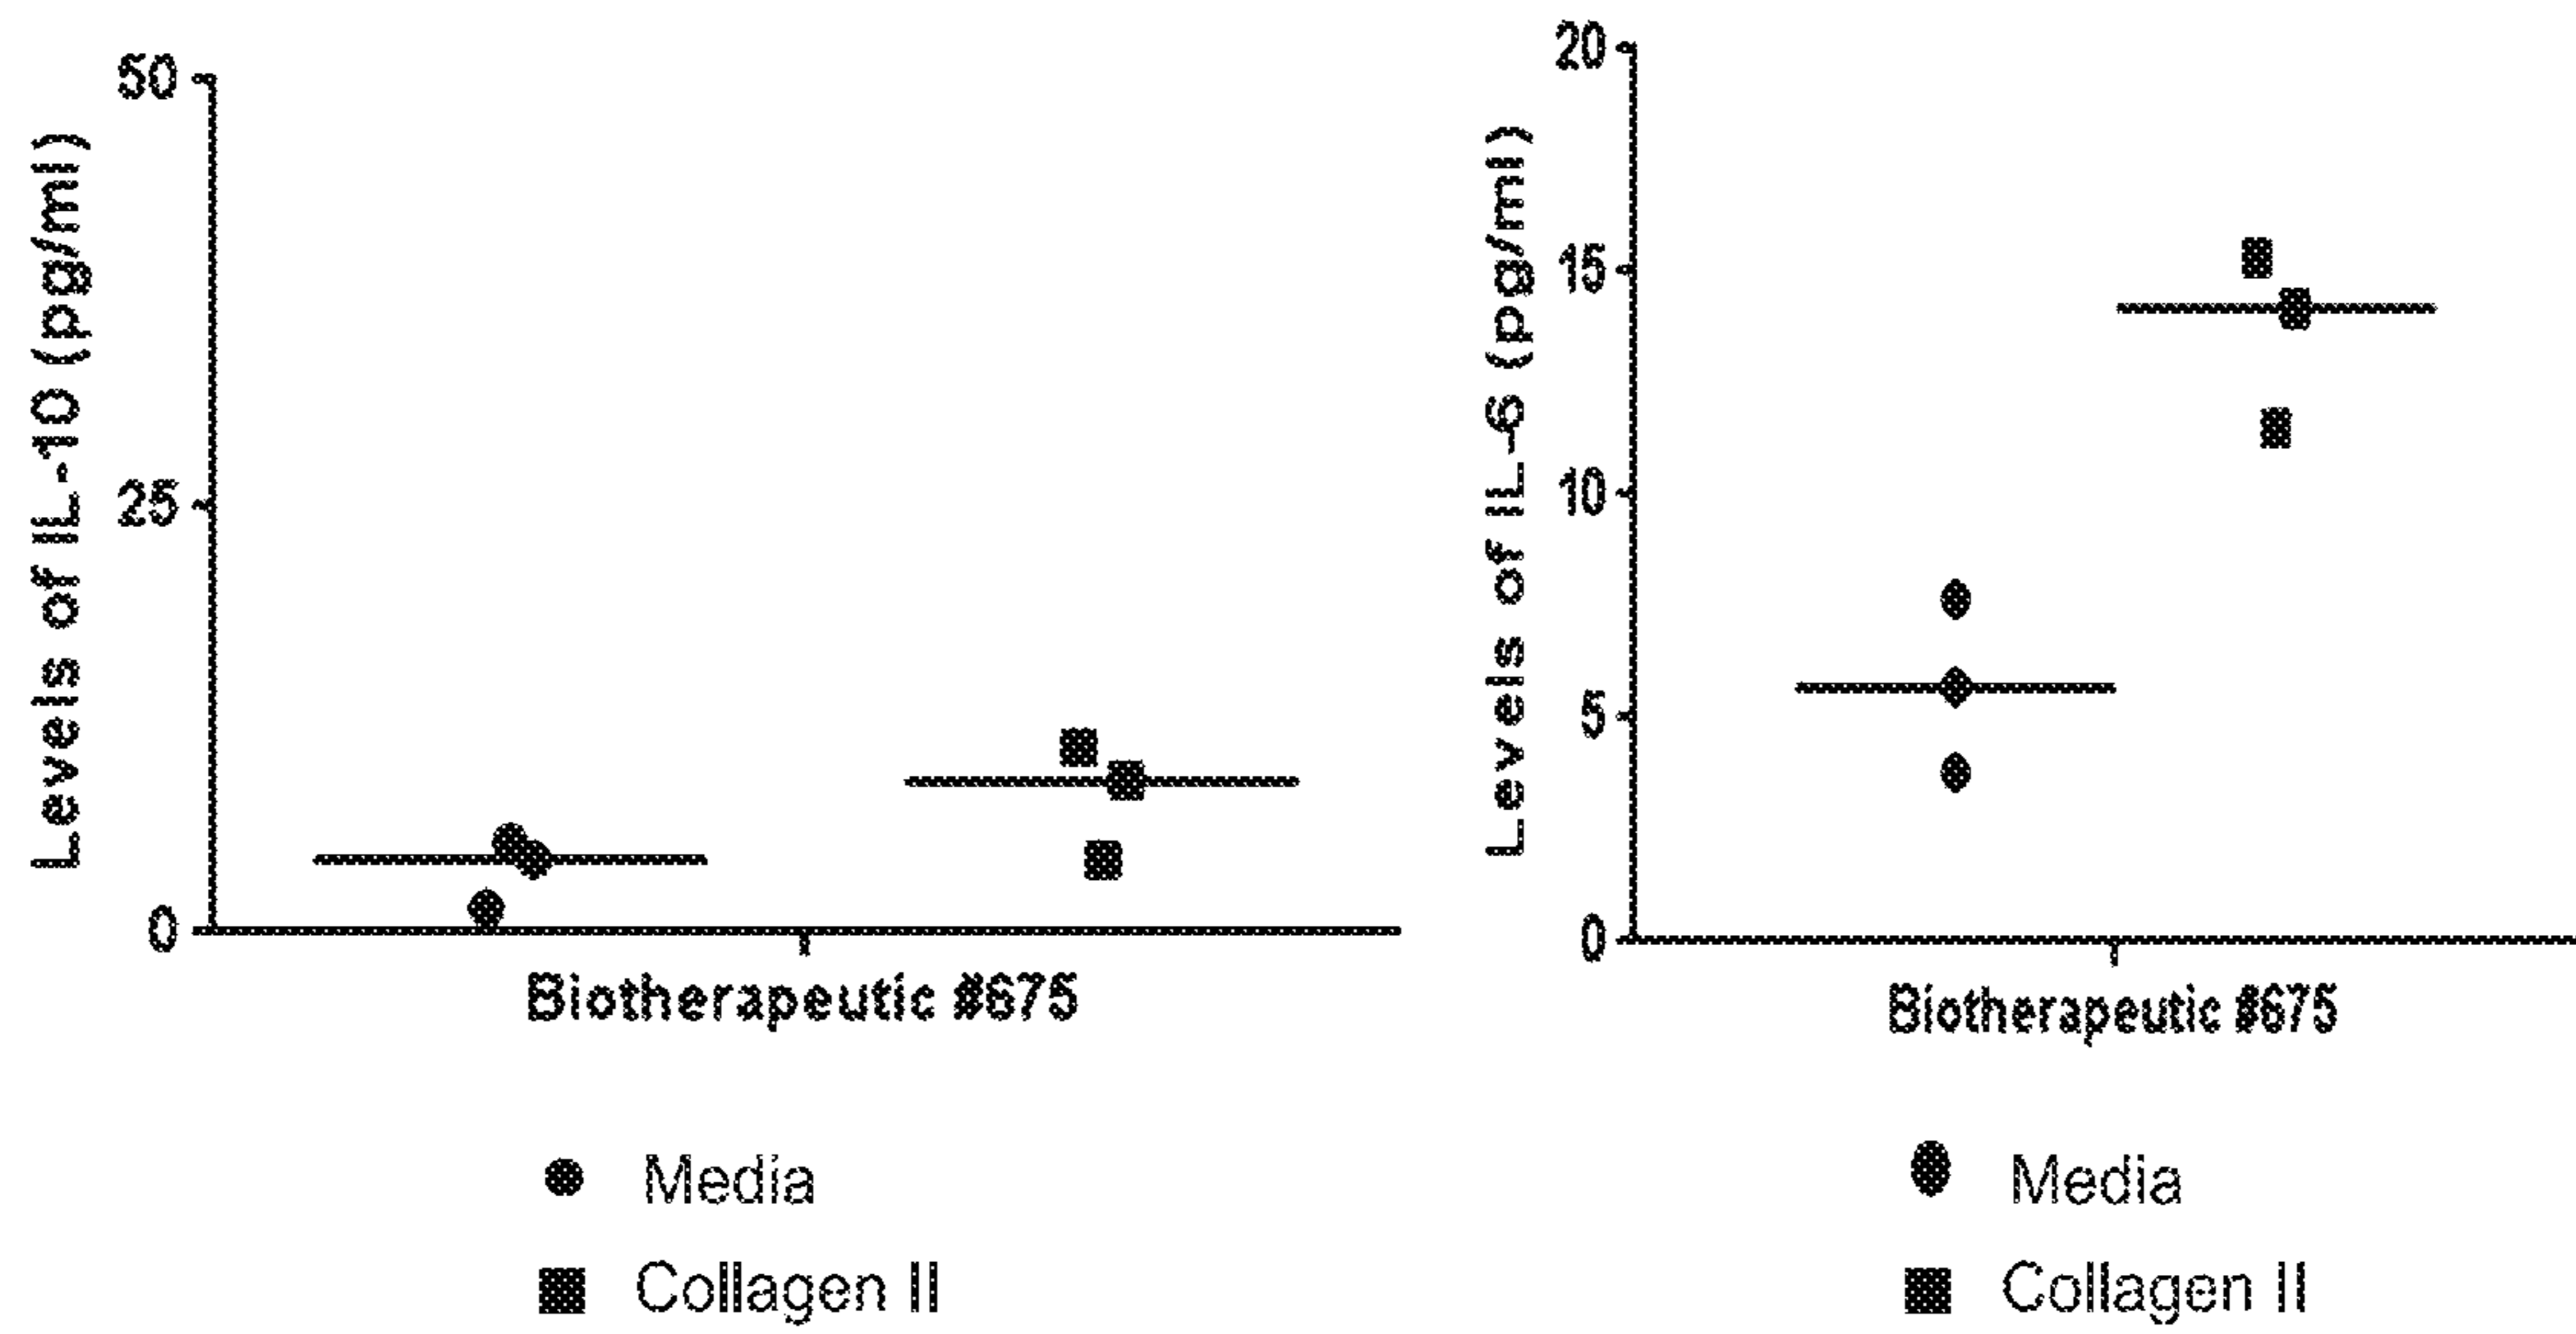 Levels of IL-10 (pg/ml)
50
25
0
Biotherapeutic #675
Media
Collagen II
Levels of IL-6 (pg/ml)
20
15
10
5
0
Biotherapeutic #675
Media
Collagen II